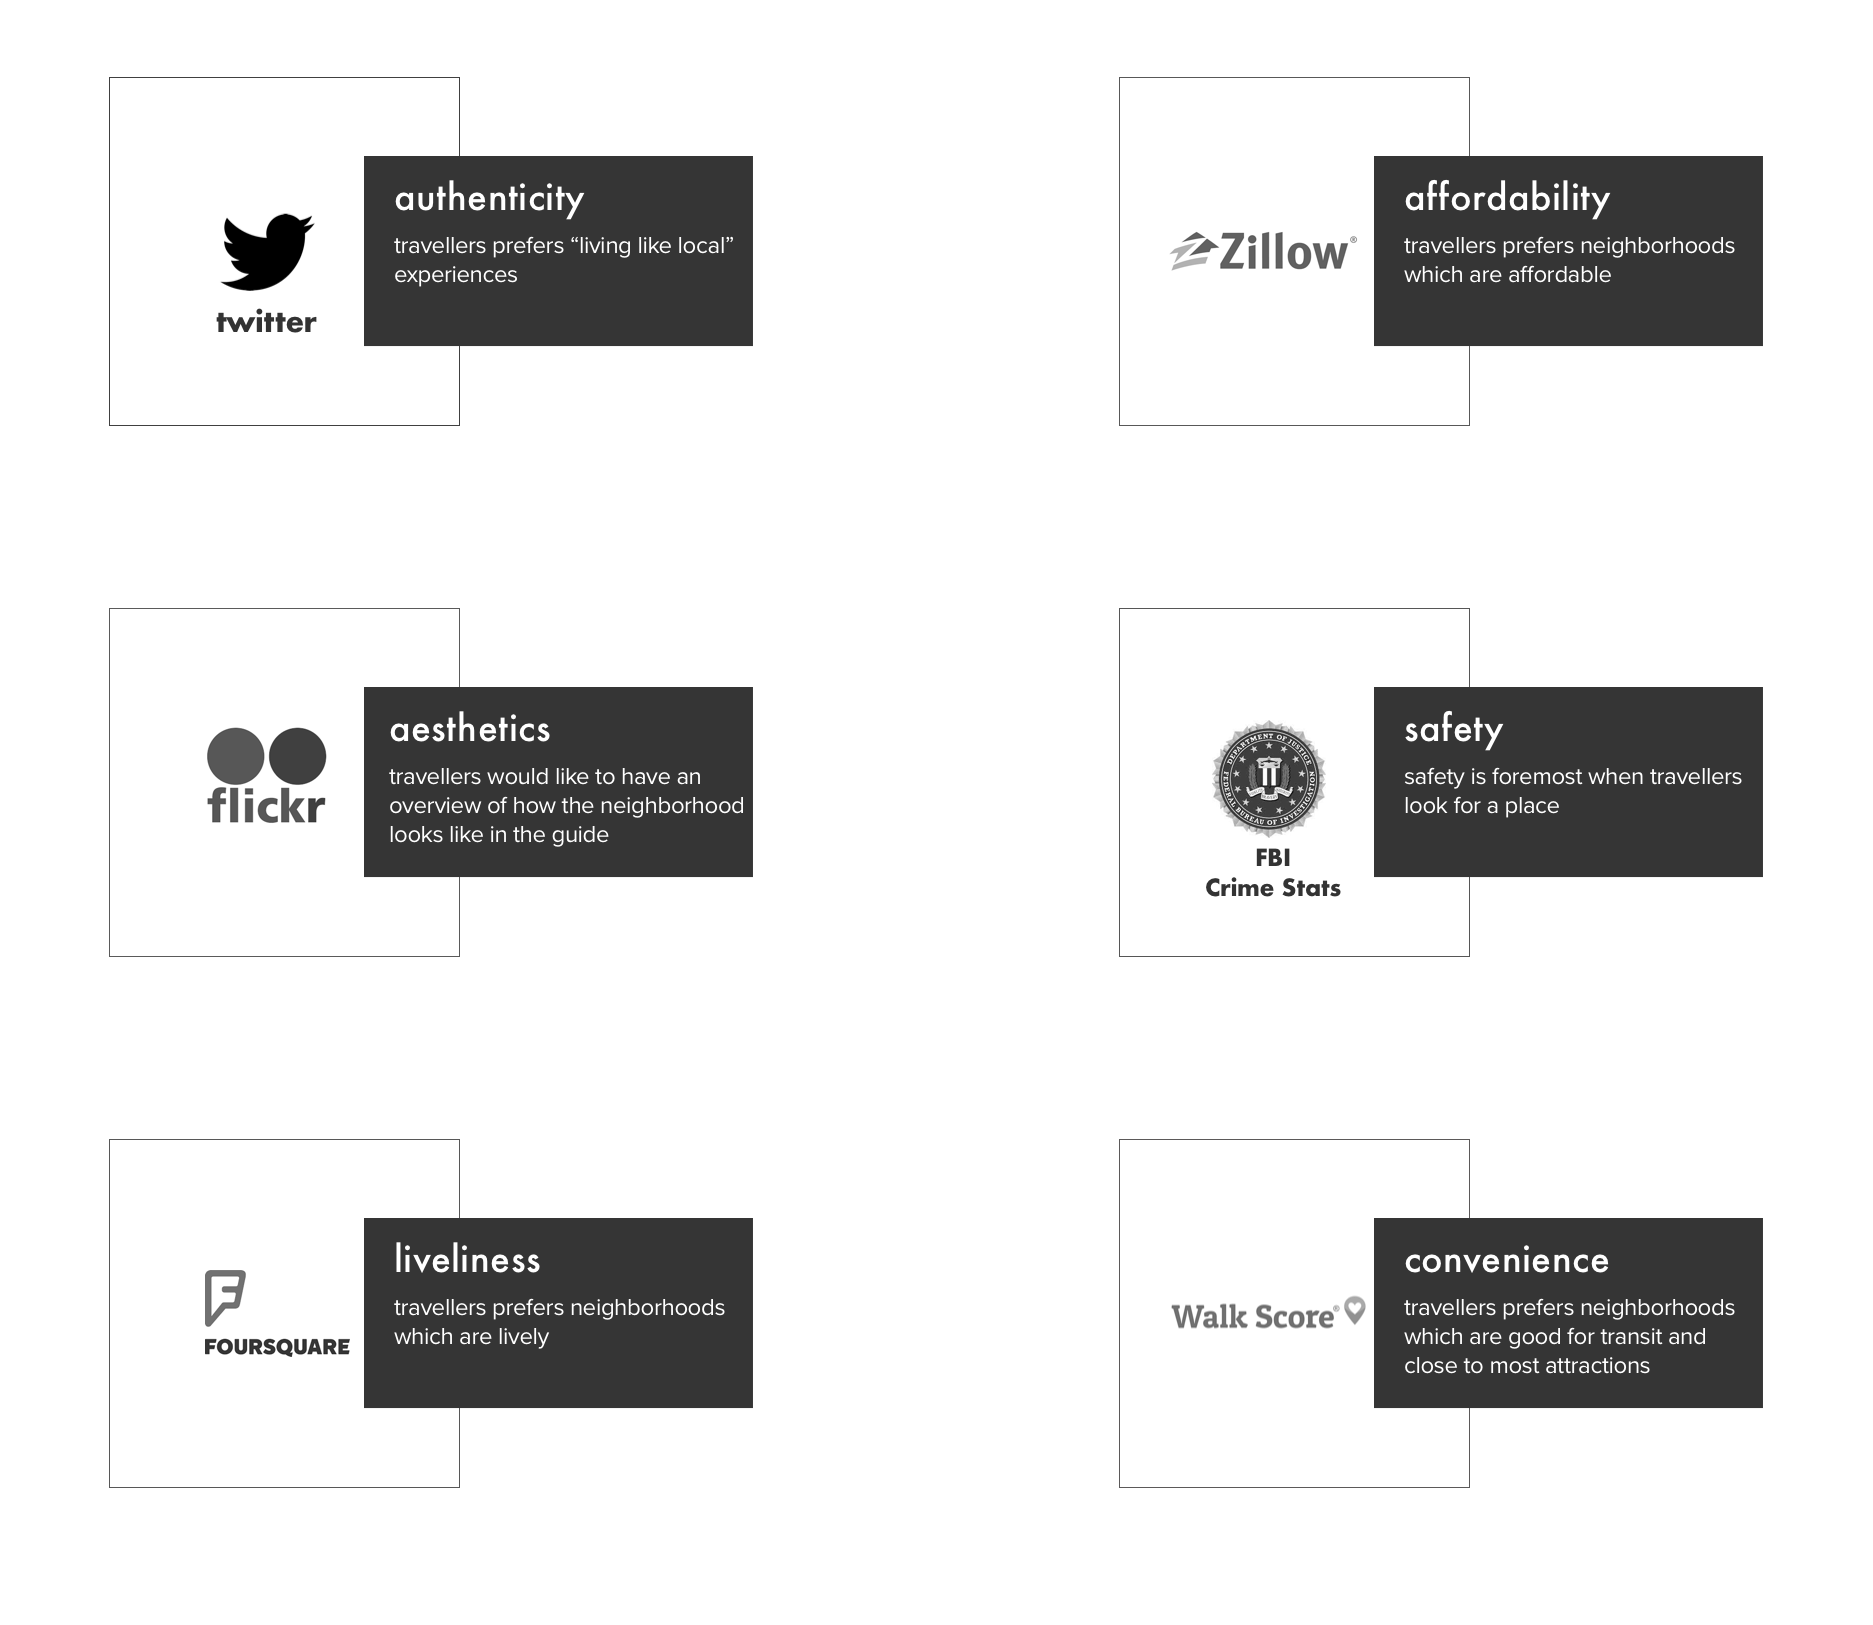 twitter
authenticity
travellers prefers “living like local”
experiences
Zillow®
affordability
travellers prefers neighborhoods
which are affordable
flickr
aesthetics
travellers would like to have an
overview of how the neighborhood
looks like in the guide
DEPARTMENT OF JUSTICE
FEDERAL BUREAU OF INVESTIGATION
FBI
Crime Stats
safety
safety is foremost when travellers
look for a place
FOURSQUARE
liveliness
travellers prefers neighborhoods
which are lively
Walk Score®
convenience
travellers prefers neighborhoods
which are good for transit and
close to most attractions